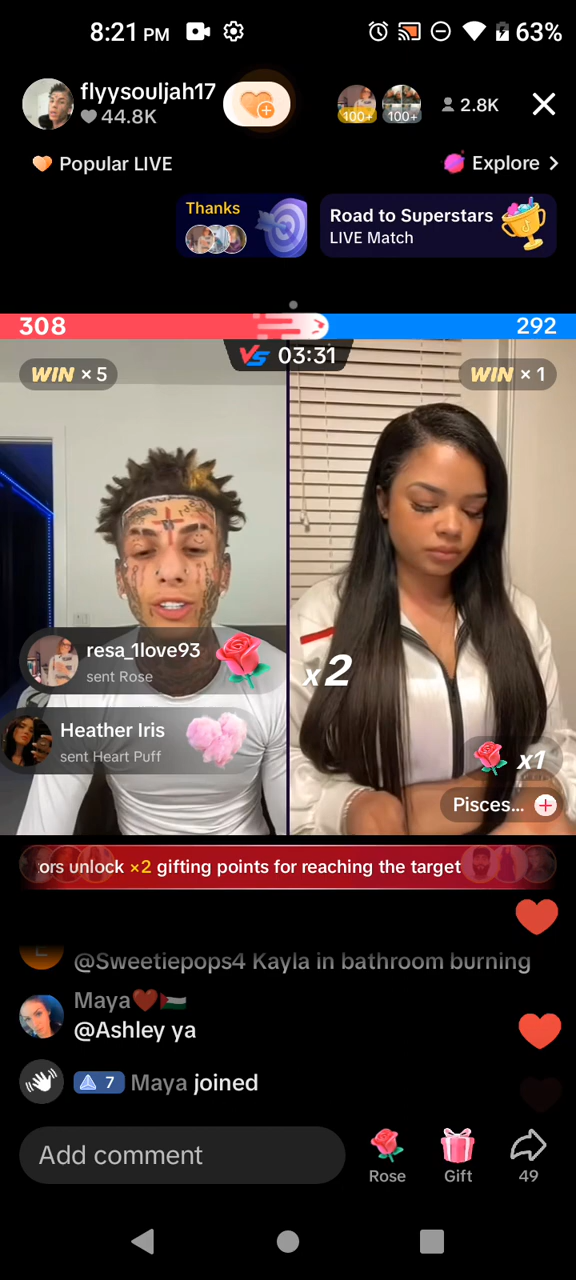 8:21 PM
63%
flyysouljah17
44.8K
100+
100+
2.8K
Popular LIVE
Explore
Thanks
Road to Superstars
LIVE Match
308
292
VS 03:31
WIN × 5
WIN × 1
resa_1love93
sent Rose
x2
Heather Iris
sent Heart Puff
x1
Pisces...
ors unlock ×2 gifting points for reaching the target
@Sweetiepops4 Kayla in bathroom burning
Maya❤️🇵🇸
@Ashley ya
7 Maya joined
Add comment
Rose
Gift
49